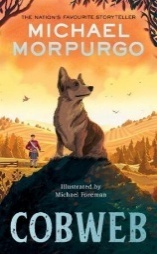 THE NATION'S FAVOURITE STORYTELLER
MICHAEL
MORPURGO
Illustrated by
Michael Foreman
COBWEB